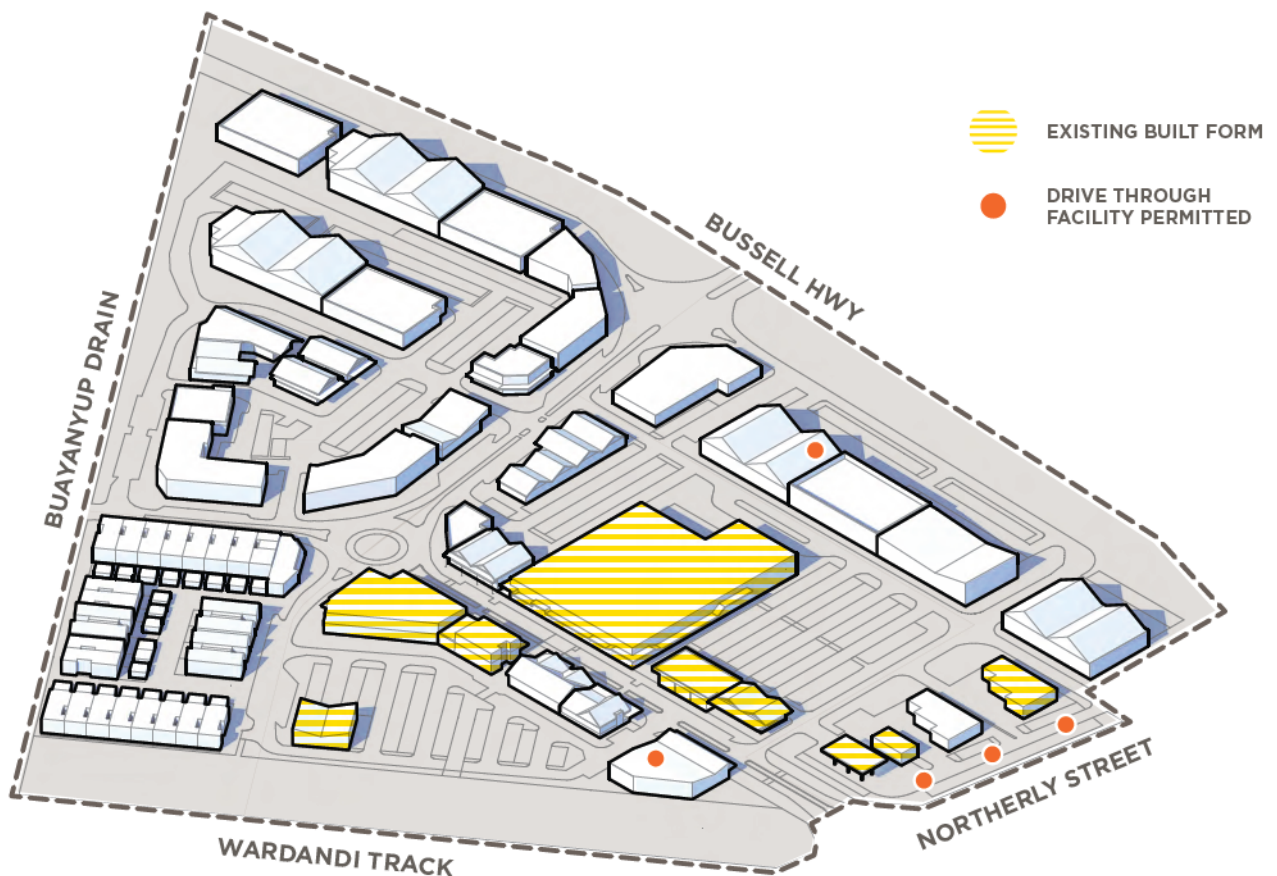 EXISTING BUILT FORM
DRIVE THROUGH
FACILITY PERMITTED
BUSSELL HWY
BUAYANYUP DRAIN
NORTHERLY STREET
WARDANDI TRACK